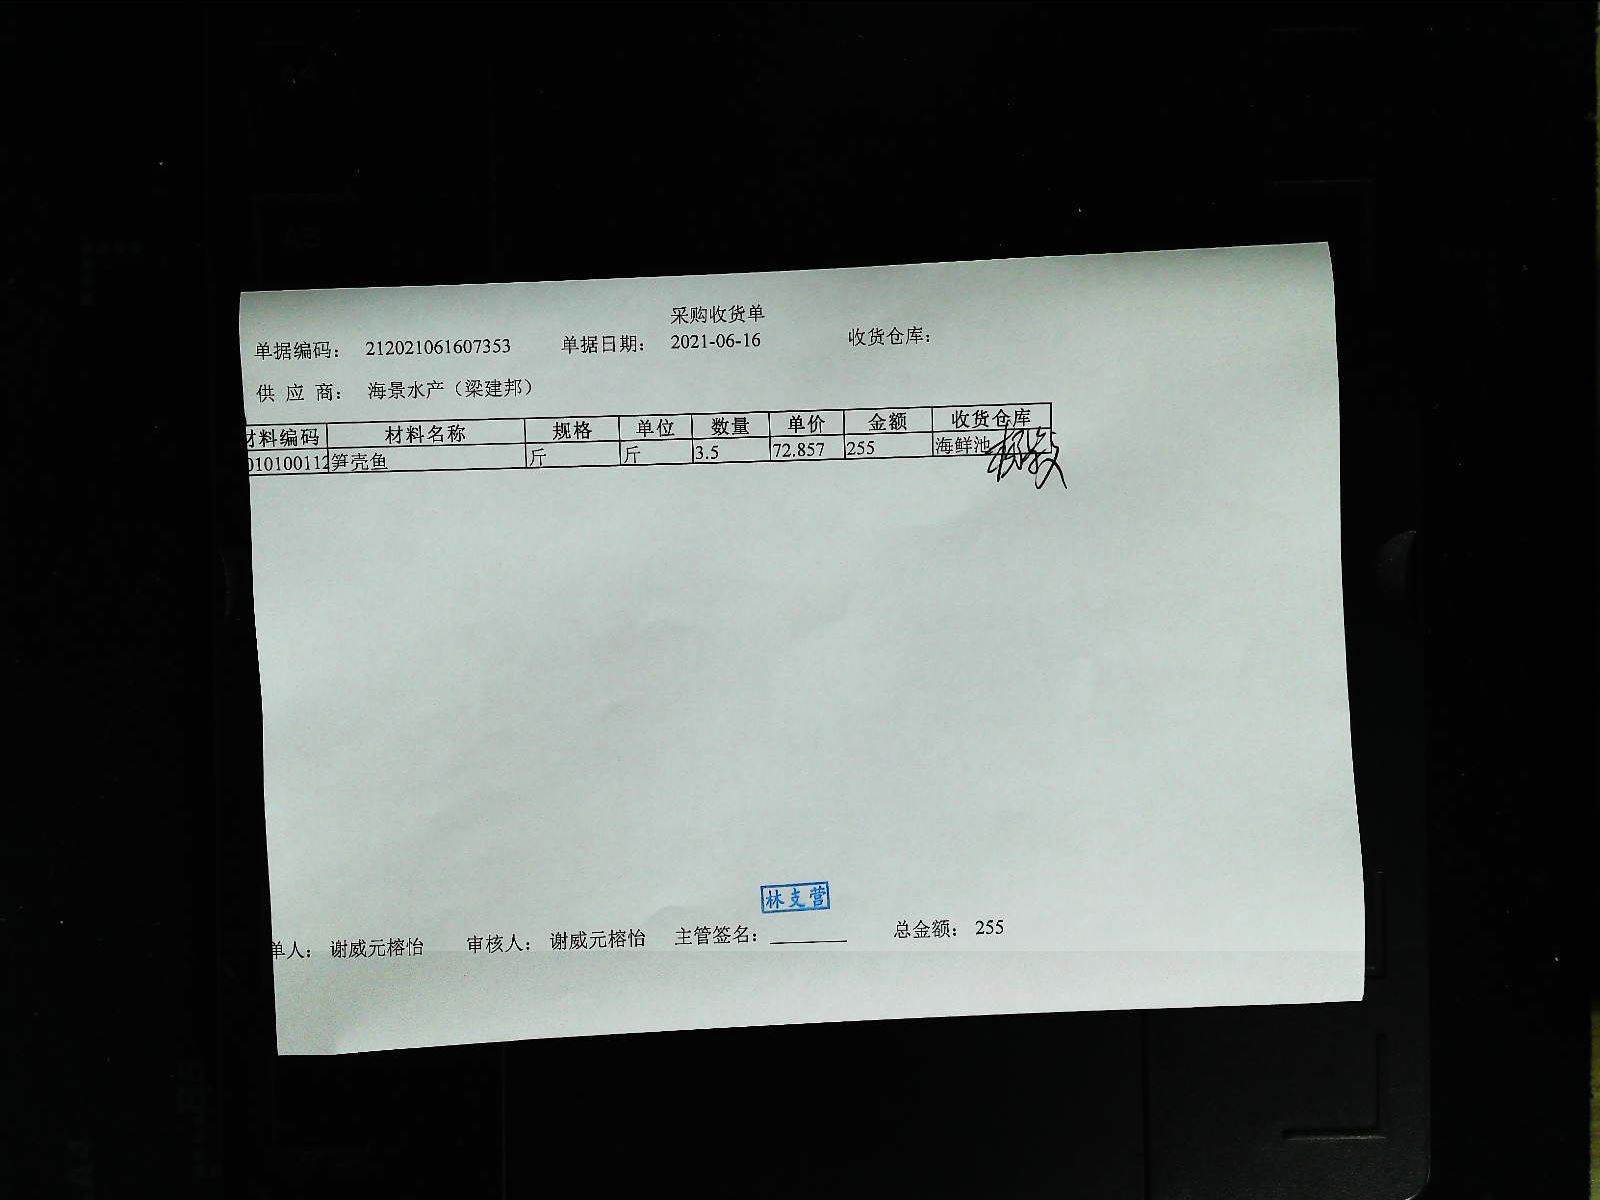 采购收货单
单据编码： 212021061607353 单据日期： 2021-06-16 收货仓库：
供 应 商： 海景水产（梁建邦）
材料编码 材料名称 规格 单位 数量 单价 金额 收货仓库
010100112 笋壳鱼 斤 斤 3.5 72.857 255 海鲜池
林支营
单人： 谢威元榕怡 审核人： 谢威元榕怡 主管签名： 总金额： 255